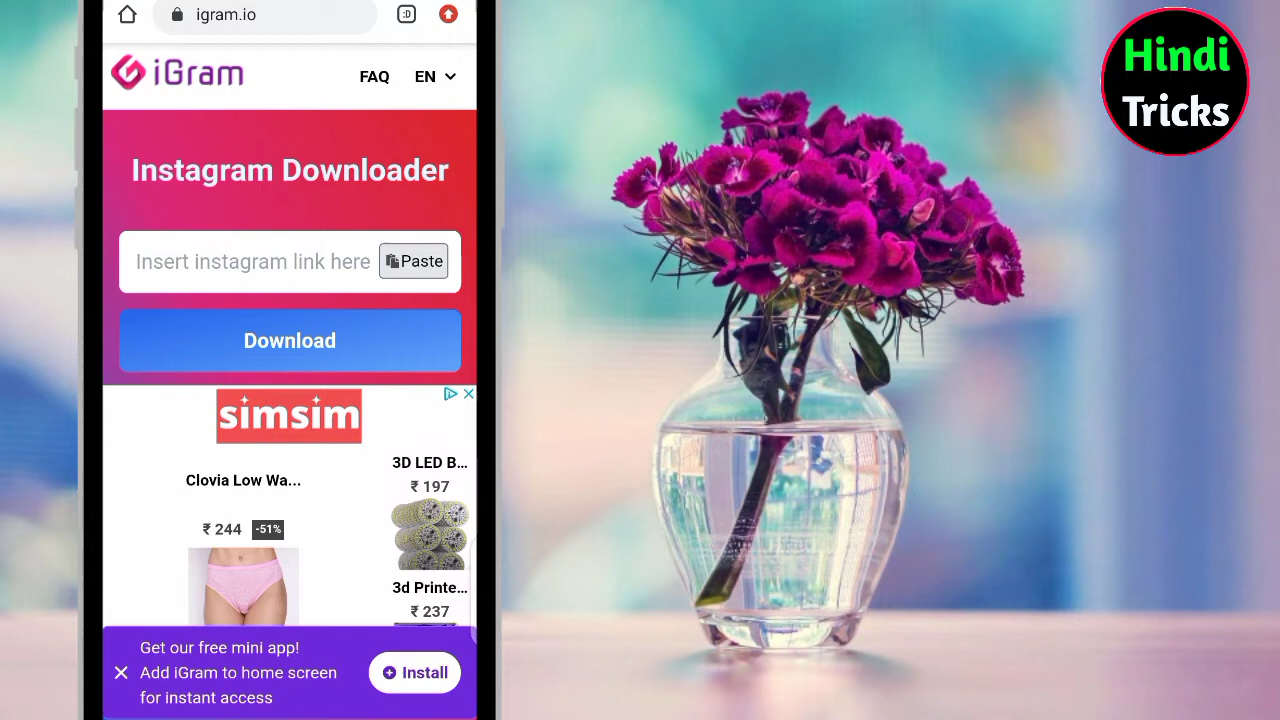 :D
igram.io
iGram
FAQ
EN
Instagram Downloader
Insert instagram link here
Paste
Download
simsim
Clovia Low Wa...
₹ 244
-51%
3D LED B...
₹ 197
3d Printe...
₹ 237
Get our free mini app!
Add iGram to home screen
for instant access
Install
Hindi
Tricks